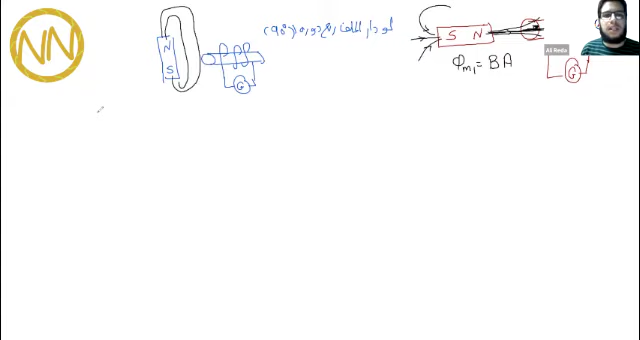 NN
N
S
G
لو دار الملف ربع دورة (90°)
S N
Φm₁ = BA
Ali Reda
G